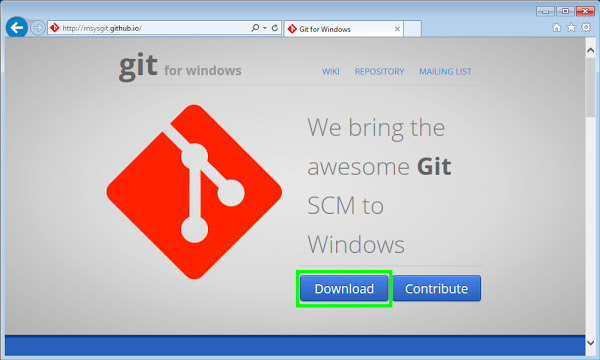 http://msysgit.github.io/
Git for Windows
git for windows
WIKI REPOSITORY MAILING LIST
We bring the
awesome Git
SCM to
Windows
Download Contribute